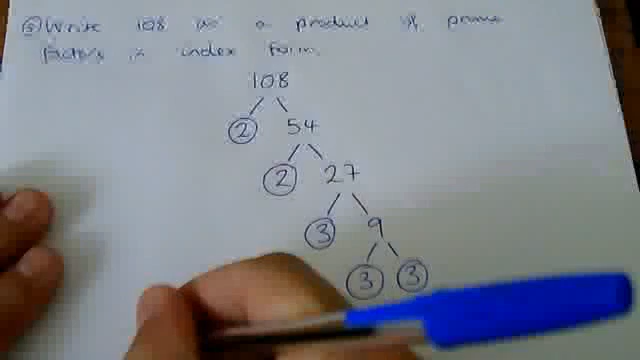 ⑤ Write 108 as a product of prime
factors in index form.
108
2 54
2 27
3 9
3 3